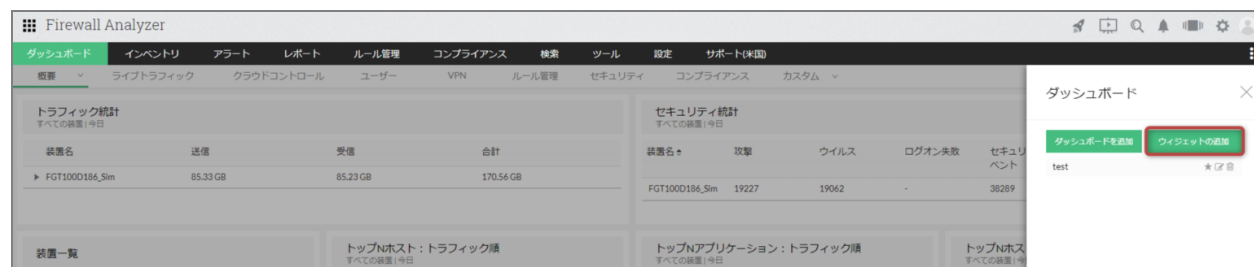 Firewall Analyzer
ダッシュボード インベントリ アラート レポート ルール管理 コンプライアンス 検索 ツール 設定 サポート(米国)
概要 ライブトラフィック クラウドコントロール ユーザー VPN ルール管理 セキュリティ コンプライアンス カスタム
ダッシュボード
トラフィック統計
すべての装置 | 今日
装置名 送信 受信 合計
FGT100D186_Sim 85.33 GB 85.23 GB 170.56 GB
セキュリティ統計
すべての装置 | 今日
装置名 攻撃 ウイルス ログオン失敗 セキュリ
ベント
FGT100D186_Sim 19227 19062 - 38289
ダッシュボードを追加 ウィジェットの追加
test
装置一覧
トップNホスト：トラフィック順
すべての装置 | 今日
トップNアプリケーション：トラフィック順
すべての装置 | 今日
トップNホス
すべての装置 | 今